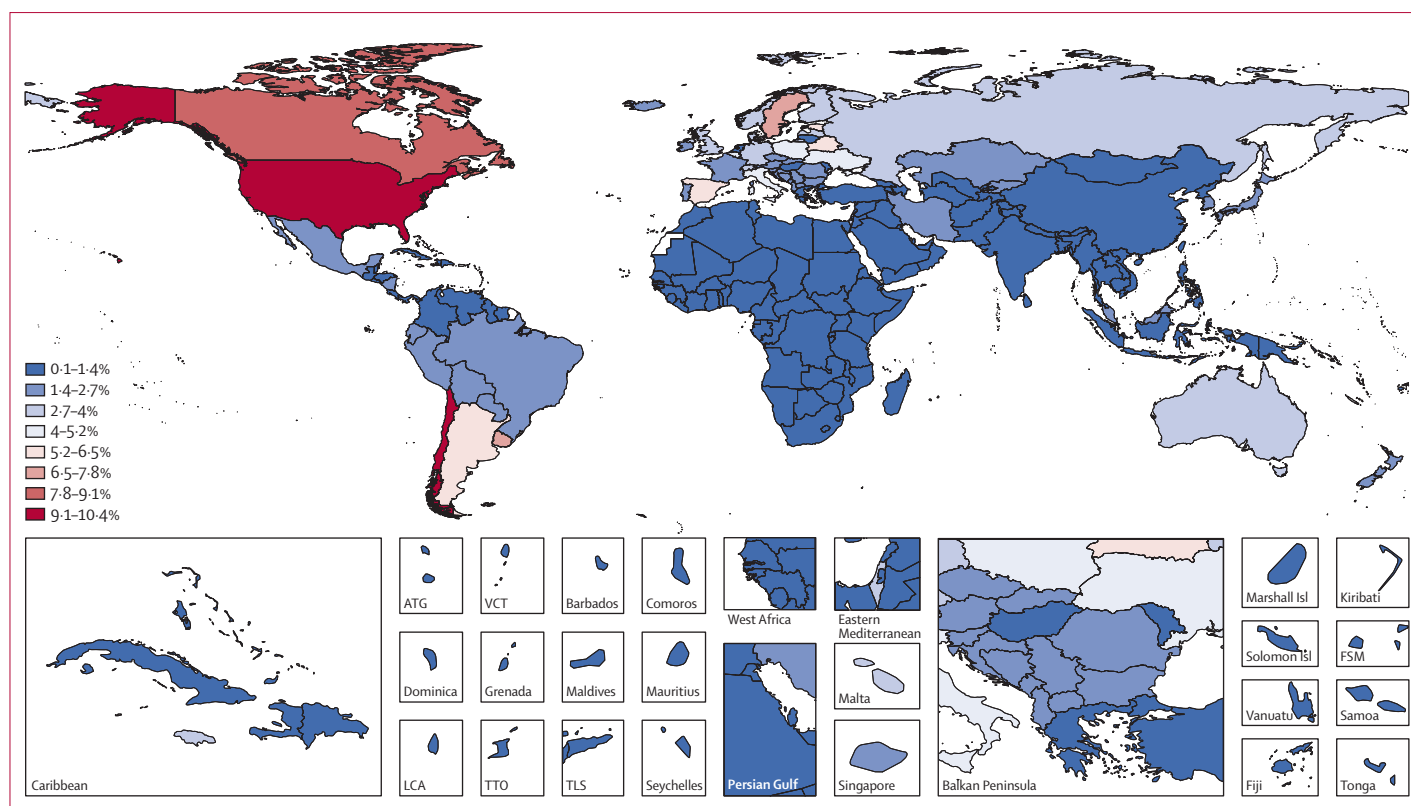 0·1–1·4%
1·4–2·7%
2·7–4%
4–5·2%
5·2–6·5%
6·5–7·8%
7·8–9·1%
9·1–10·4%
Caribbean
ATG
VCT
Barbados
Comoros
West Africa
Eastern
Mediterranean
Marshall Isl
Kiribati
Dominica
Grenada
Maldives
Mauritius
Malta
Solomon Isl
FSM
Vanuatu
Samoa
LCA
TTO
TLS
Seychelles
Persian Gulf
Singapore
Balkan Peninsula
Fiji
Tonga